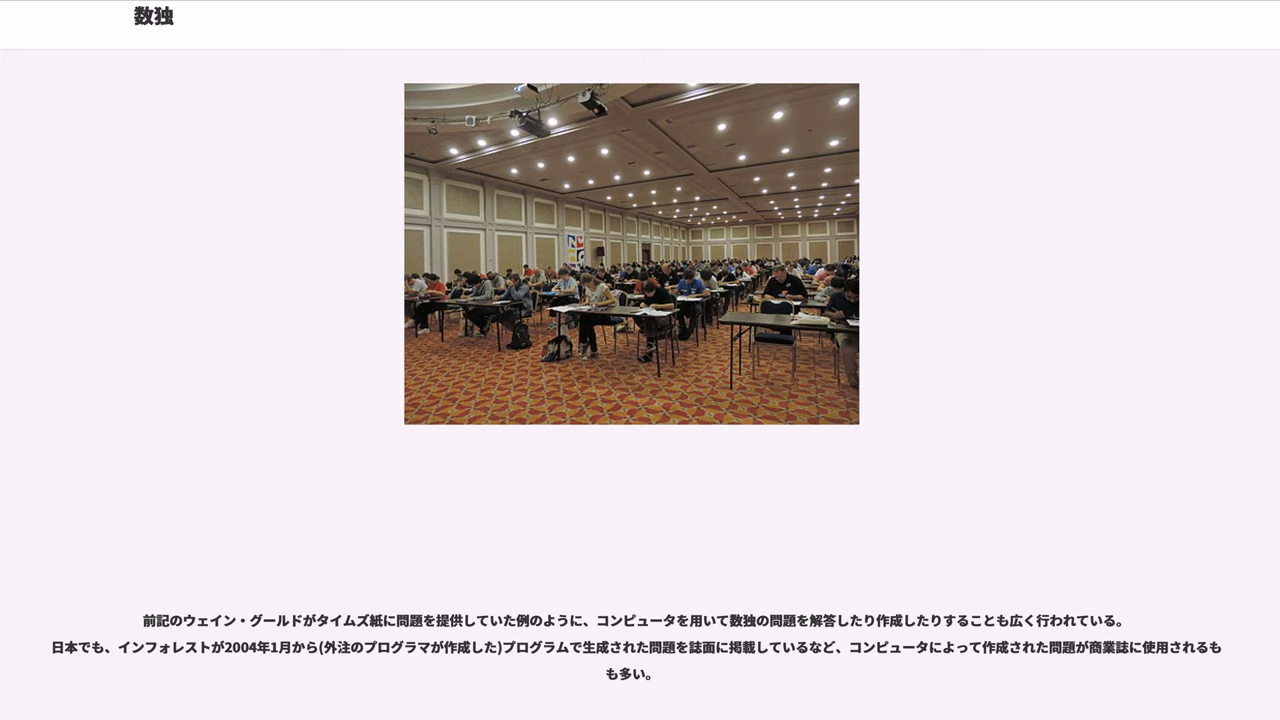 数独
前記のウェイン・グールドがタイムズ紙に問題を提供していた例のように、コンピュータを用いて数独の問題を解答したり作成したりすることも広く行われている。
日本でも、インフォレストが2004年1月から(外注のプログラマが作成した)プログラムで生成された問題を誌面に掲載しているなど、コンピュータによって作成された問題が商業誌に使用されるも
も多い。